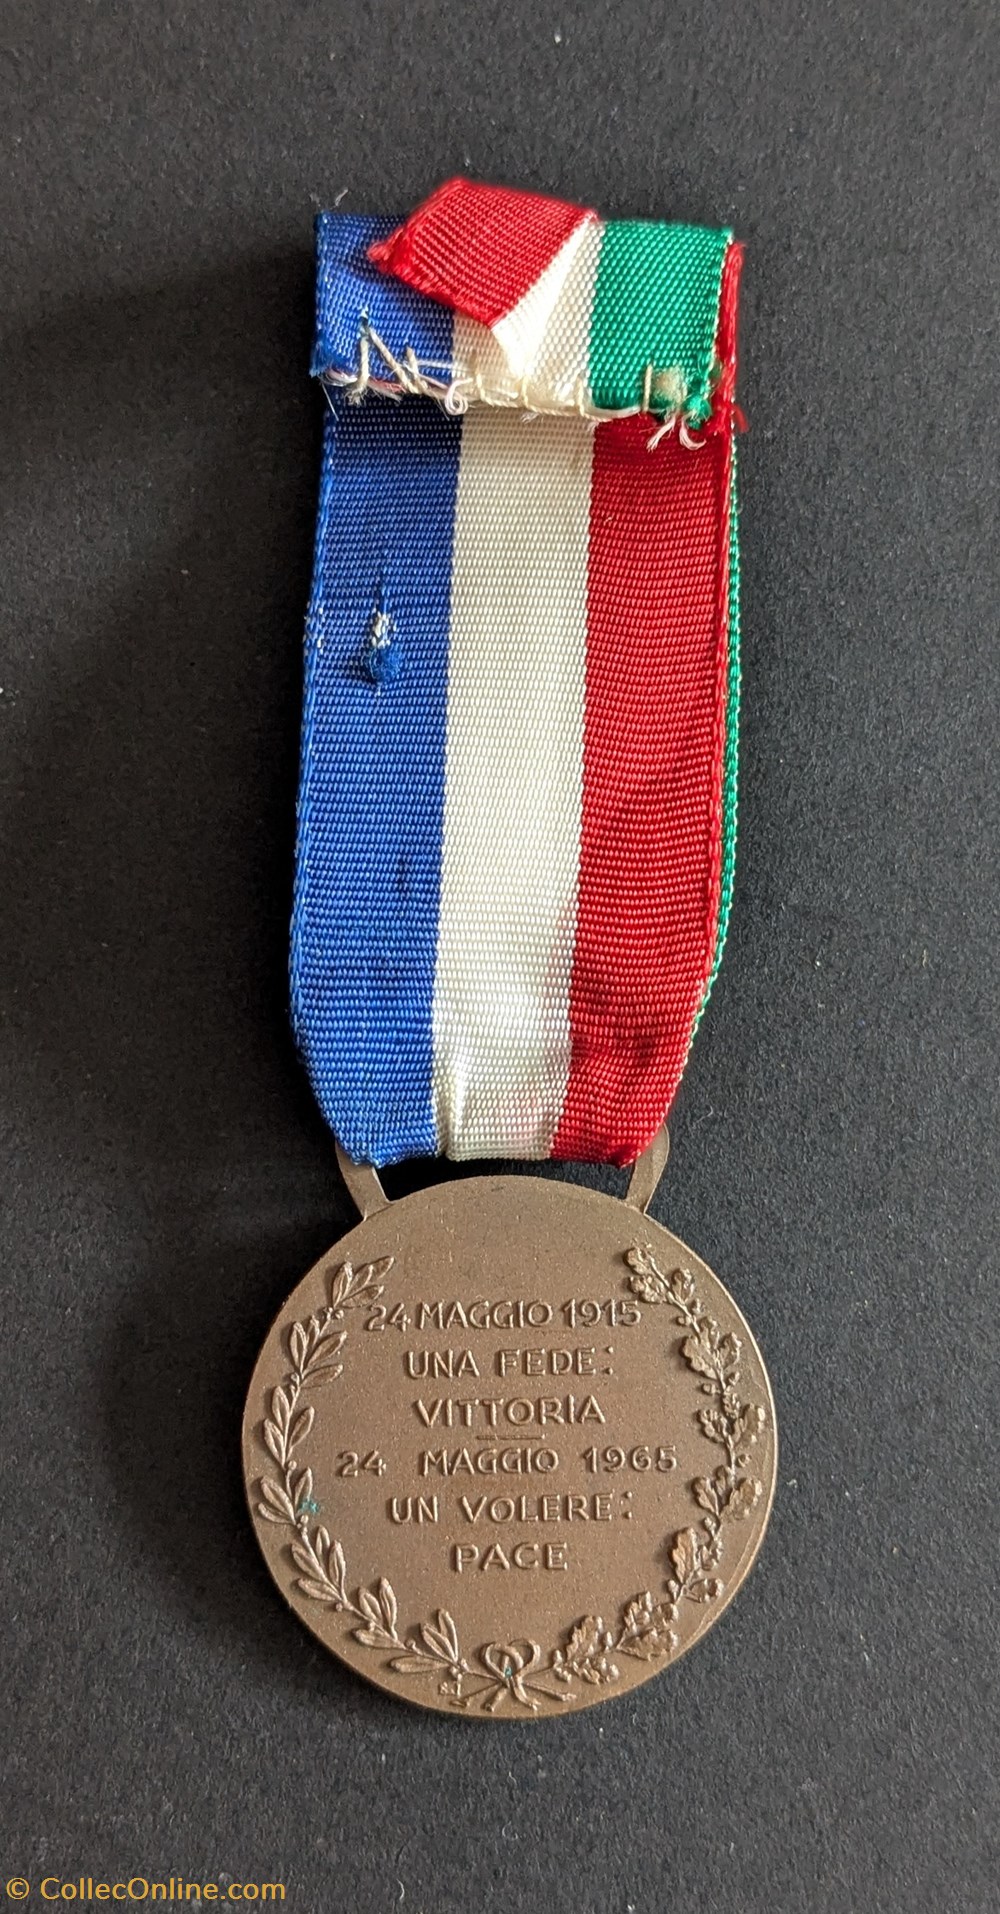 24 MAGGIO 1915
UNA FEDE:
VITTORIA
24 MAGGIO 1965
UN VOLERE:
PACE
© CollecOnline.com